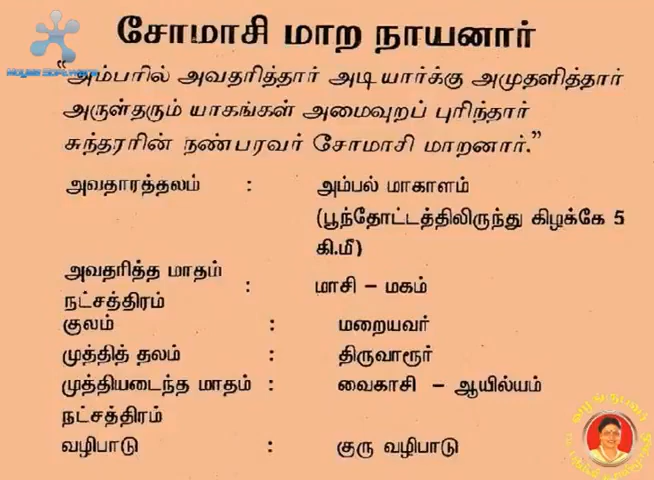 சோமாசி மாற நாயனார்
“அம்பரில் அவதரித்தார் அடியார்க்கு அமுதளித்தார்
அருள்தரும் யாகங்கள் அமைவுறப் புரிந்தார்
சுந்தரரின் நண்பரவர் சோமாசி மாறனார்.”
அவதாரத்தலம் : அம்பல் மாகாளம்
(பூந்தோட்டத்திலிருந்து கிழக்கே 5
கி.மீ)
அவதரித்த மாதம்
நட்சத்திரம் : மாசி – மகம்
குலம் : மறையவர்
முத்தித் தலம் : திருவாரூர்
முத்தியடைந்த மாதம் : வைகாசி – ஆயில்யம்
நட்சத்திரம்
வழிபாடு : குரு வழிபாடு